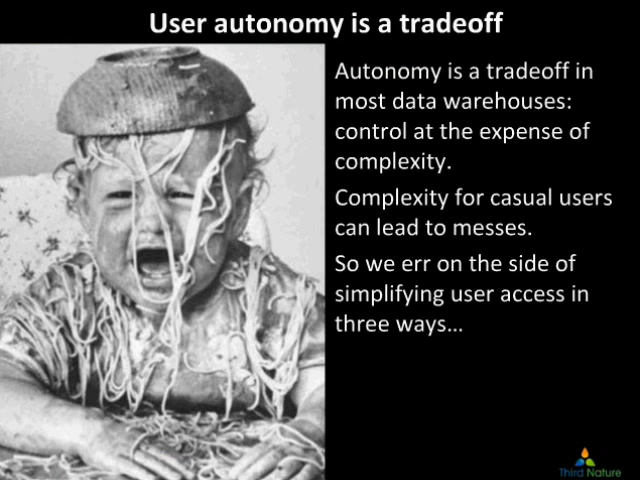 User autonomy is a tradeoff
Autonomy is a tradeoff in
most data warehouses:
control at the expense of
complexity.
Complexity for casual users
can lead to messes.
So we err on the side of
simplifying user access in
three ways…
Third Nature